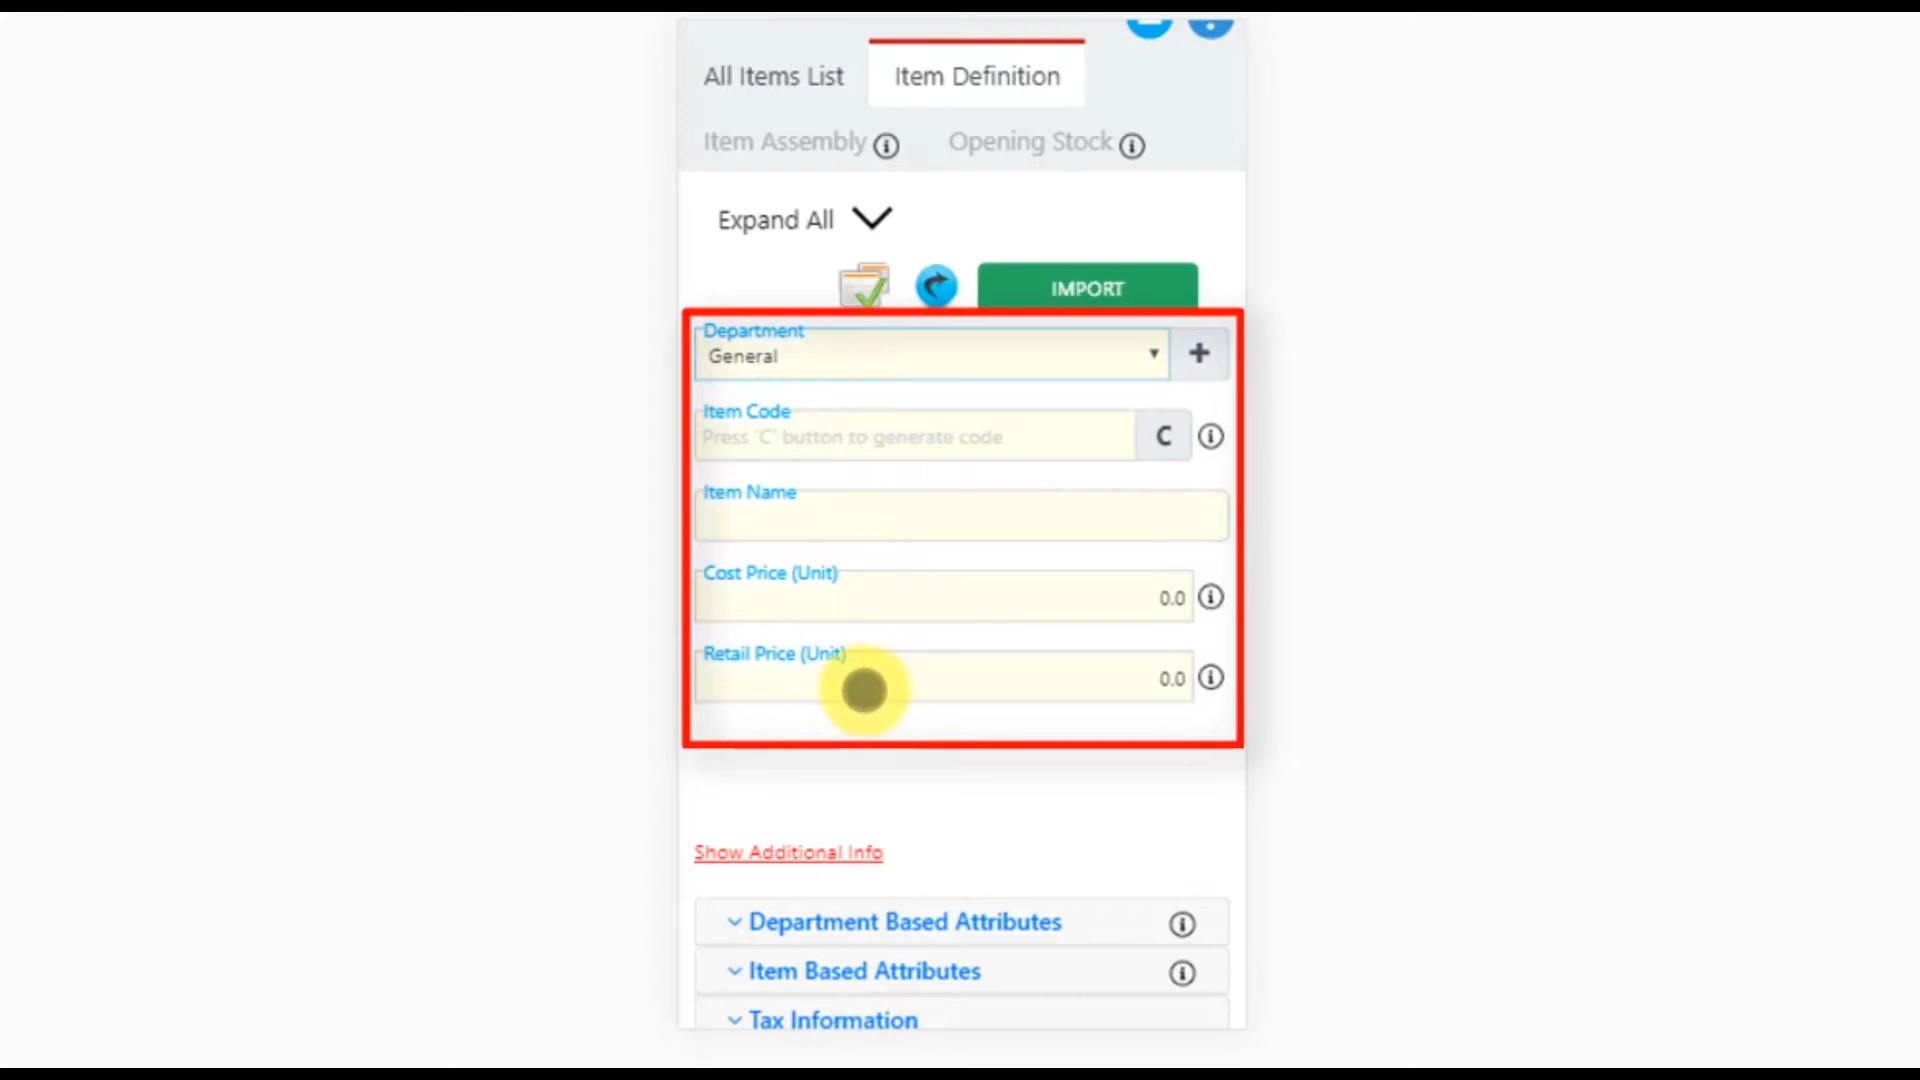 All Items List Item Definition
Item Assembly Opening Stock
Expand All
IMPORT
Department
General
+
Item Code
Press 'C' button to generate code C
Item Name
Cost Price (Unit)
0.0
Retail Price (Unit)
0.0
Show Additional Info
Department Based Attributes
Item Based Attributes
Tax Information